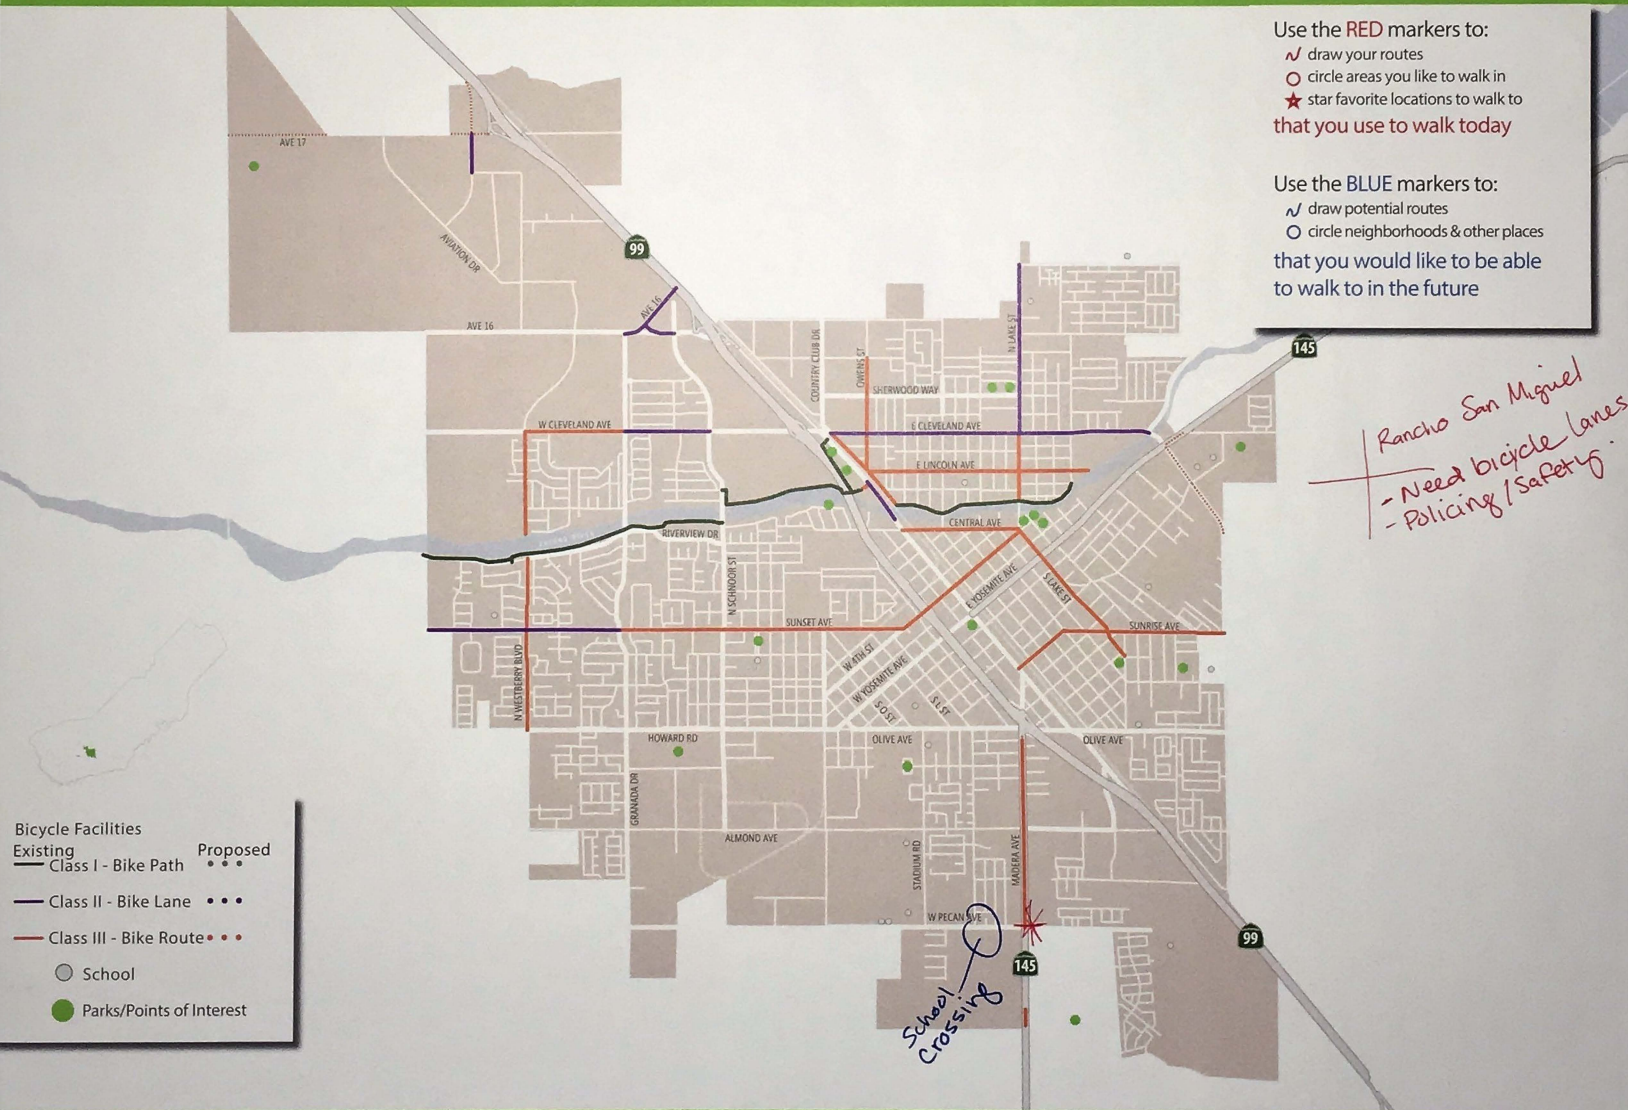 Use the RED markers to:
draw your routes
circle areas you like to walk in
star favorite locations to walk to
that you use to walk today
Use the BLUE markers to:
draw potential routes
circle neighborhoods & other places
that you would like to be able
to walk to in the future
AVE 17
AVIATION DR
99
AVE 16
AVE 16
COUNTRY CLUB DR
OWENS ST
N LAKE ST
SHERWOOD WAY
145
Rancho San Miguel
- Need bicycle lanes
- Policing / Safety.
W CLEVELAND AVE
E CLEVELAND AVE
E LINCOLN AVE
CENTRAL AVE
RIVERVIEW DR
N SCHNOOR ST
E YOSEMITE AVE
S LAKE ST
SUNSET AVE
SUNRISE AVE
W 4TH ST
W YOSEMITE AVE
N WESTBERRY BLVD
S O ST
S L ST
HOWARD RD
OLIVE AVE
OLIVE AVE
GRANADA DR
ALMOND AVE
STADIUM RD
MADERA AVE
W PECAN AVE
99
145
School
Crossing
Bicycle Facilities
Existing Proposed
Class I - Bike Path
Class II - Bike Lane
Class III - Bike Route
School
Parks/Points of Interest